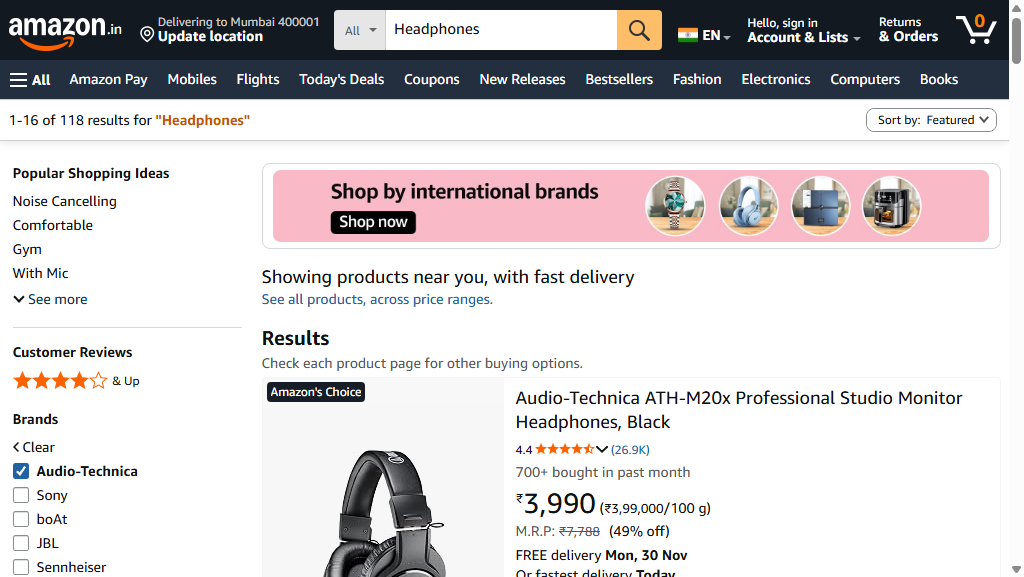 amazon.in
Delivering to Mumbai 400001
Update location
All
Headphones
EN
Hello, sign in
Account & Lists
Returns
& Orders
0
All
Amazon Pay
Mobiles
Flights
Today's Deals
Coupons
New Releases
Bestsellers
Fashion
Electronics
Computers
Books
1-16 of 118 results for "Headphones"
Sort by: Featured
Popular Shopping Ideas
Noise Cancelling
Comfortable
Gym
With Mic
See more
Customer Reviews
& Up
Brands
Clear
Audio-Technica
Sony
boAt
JBL
Sennheiser
Shop by international brands
Shop now
Showing products near you, with fast delivery
See all products, across price ranges.
Results
Check each product page for other buying options.
Amazon's Choice
Audio-Technica ATH-M20x Professional Studio Monitor
Headphones, Black
4.4 (26.9K)
700+ bought in past month
₹3,990 (₹3,99,000/100 g)
M.R.P: ₹7,788 (49% off)
FREE delivery Mon, 30 Nov
Or fastest delivery Today